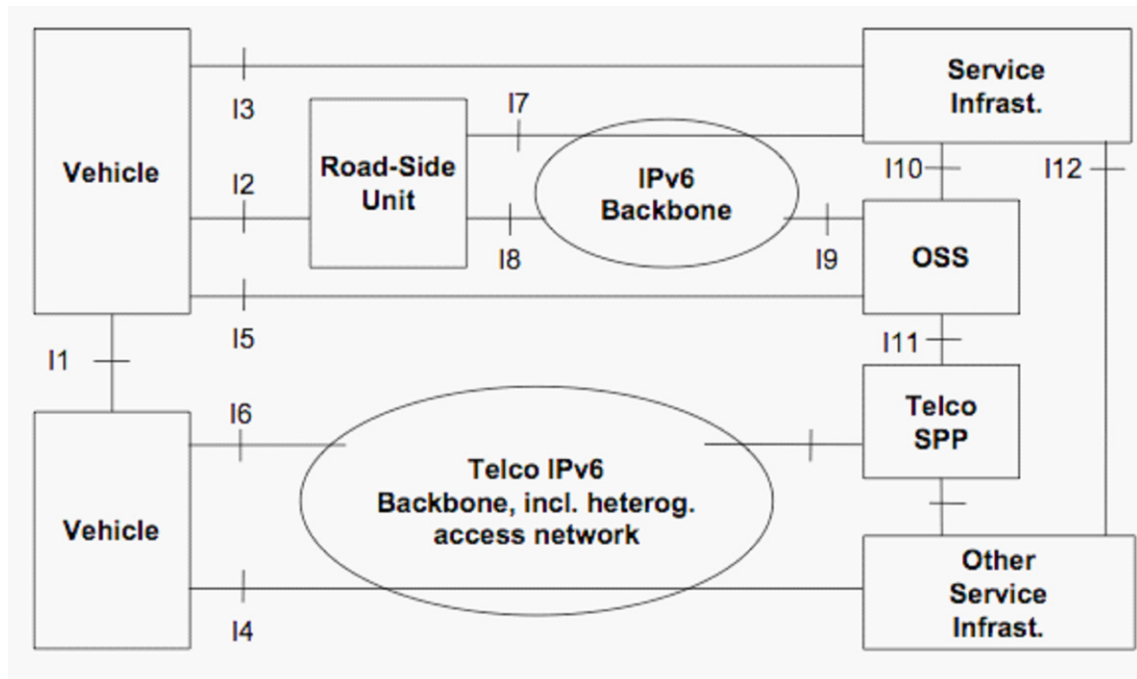 Service
Infrast.
I3
I7
Vehicle
Road-Side
Unit
I10
I12
I2
IPv6
Backbone
I8
I9
OSS
I5
I11
I1
I6
Telco
SPP
Telco IPv6
Backbone, incl. heterog.
access network
Vehicle
Other
Service
Infrast.
I4